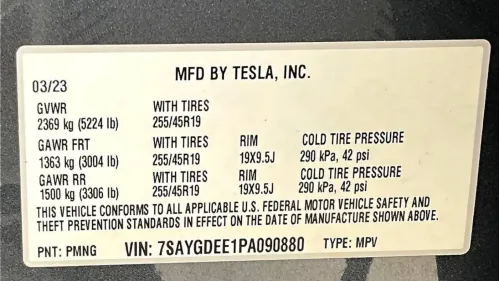 MFD BY TESLA, INC.
03/23
GVWR WITH TIRES
2369 kg (5224 lb) 255/45R19
GAWR FRT WITH TIRES RIM COLD TIRE PRESSURE
1363 kg (3004 lb) 255/45R19 19X9.5J 290 kPa, 42 psi
GAWR RR WITH TIRES RIM COLD TIRE PRESSURE
1500 kg (3306 lb) 255/45R19 19X9.5J 290 kPa, 42 psi
THIS VEHICLE CONFORMS TO ALL APPLICABLE U.S. FEDERAL MOTOR VEHICLE SAFETY AND
THEFT PREVENTION STANDARDS IN EFFECT ON THE DATE OF MANUFACTURE SHOWN ABOVE.
PNT: PMNG VIN: 7SAYGDEE1PA090880 TYPE: MPV